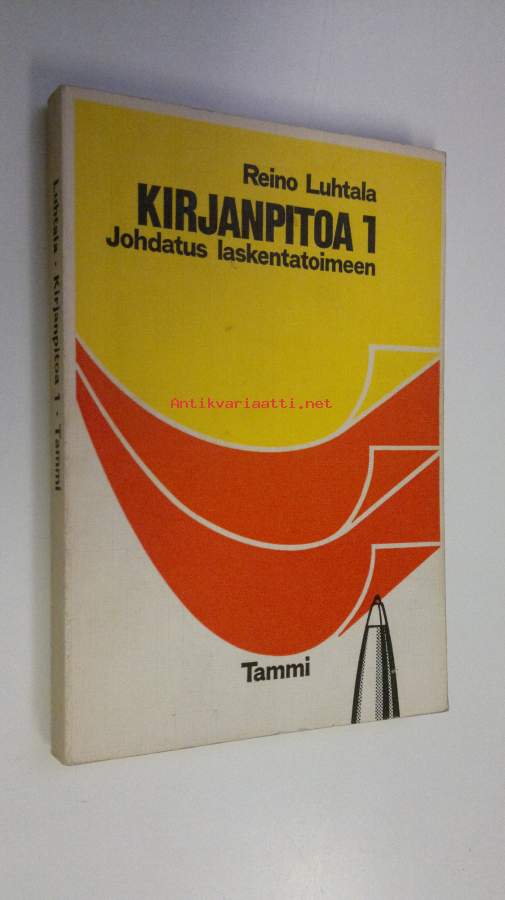 Reino Luhtala
KIRJANPITOA 1
Johdatus laskentatoimeen
Antikvariaatti.net
Tammi
Luhtala · Kirjanpitoa 1 · Tammi